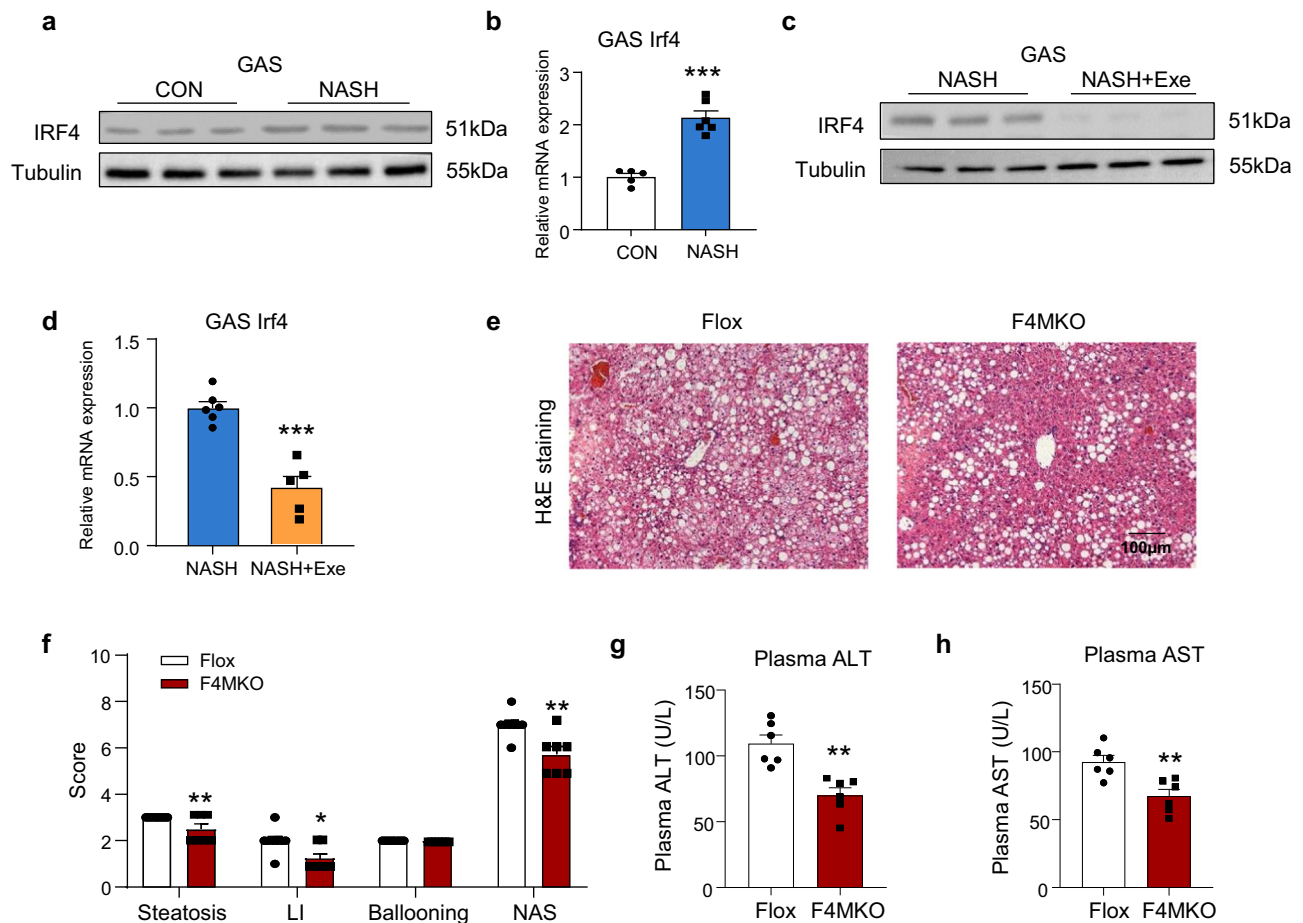 a
GAS
CON NASH
IRF4 51kDa
Tubulin 55kDa
b
GAS Irf4
***
Relative mRNA expression
3
2
1
0
CON NASH
c
GAS
NASH NASH+Exe
IRF4 51kDa
Tubulin 55kDa
d
GAS Irf4
Relative mRNA expression
1.5
1.0
0.5
0.0
***
NASH NASH+Exe
e
Flox F4MKO
H&E staining
100μm
f
Flox
F4MKO
Score
10
8
6
4
2
0
** * **
Steatosis LI Ballooning NAS
g
Plasma ALT
Plasma ALT (U/L)
150
100
50
0
**
Flox F4MKO
h
Plasma AST
Plasma AST (U/L)
150
100
50
0
**
Flox F4MKO